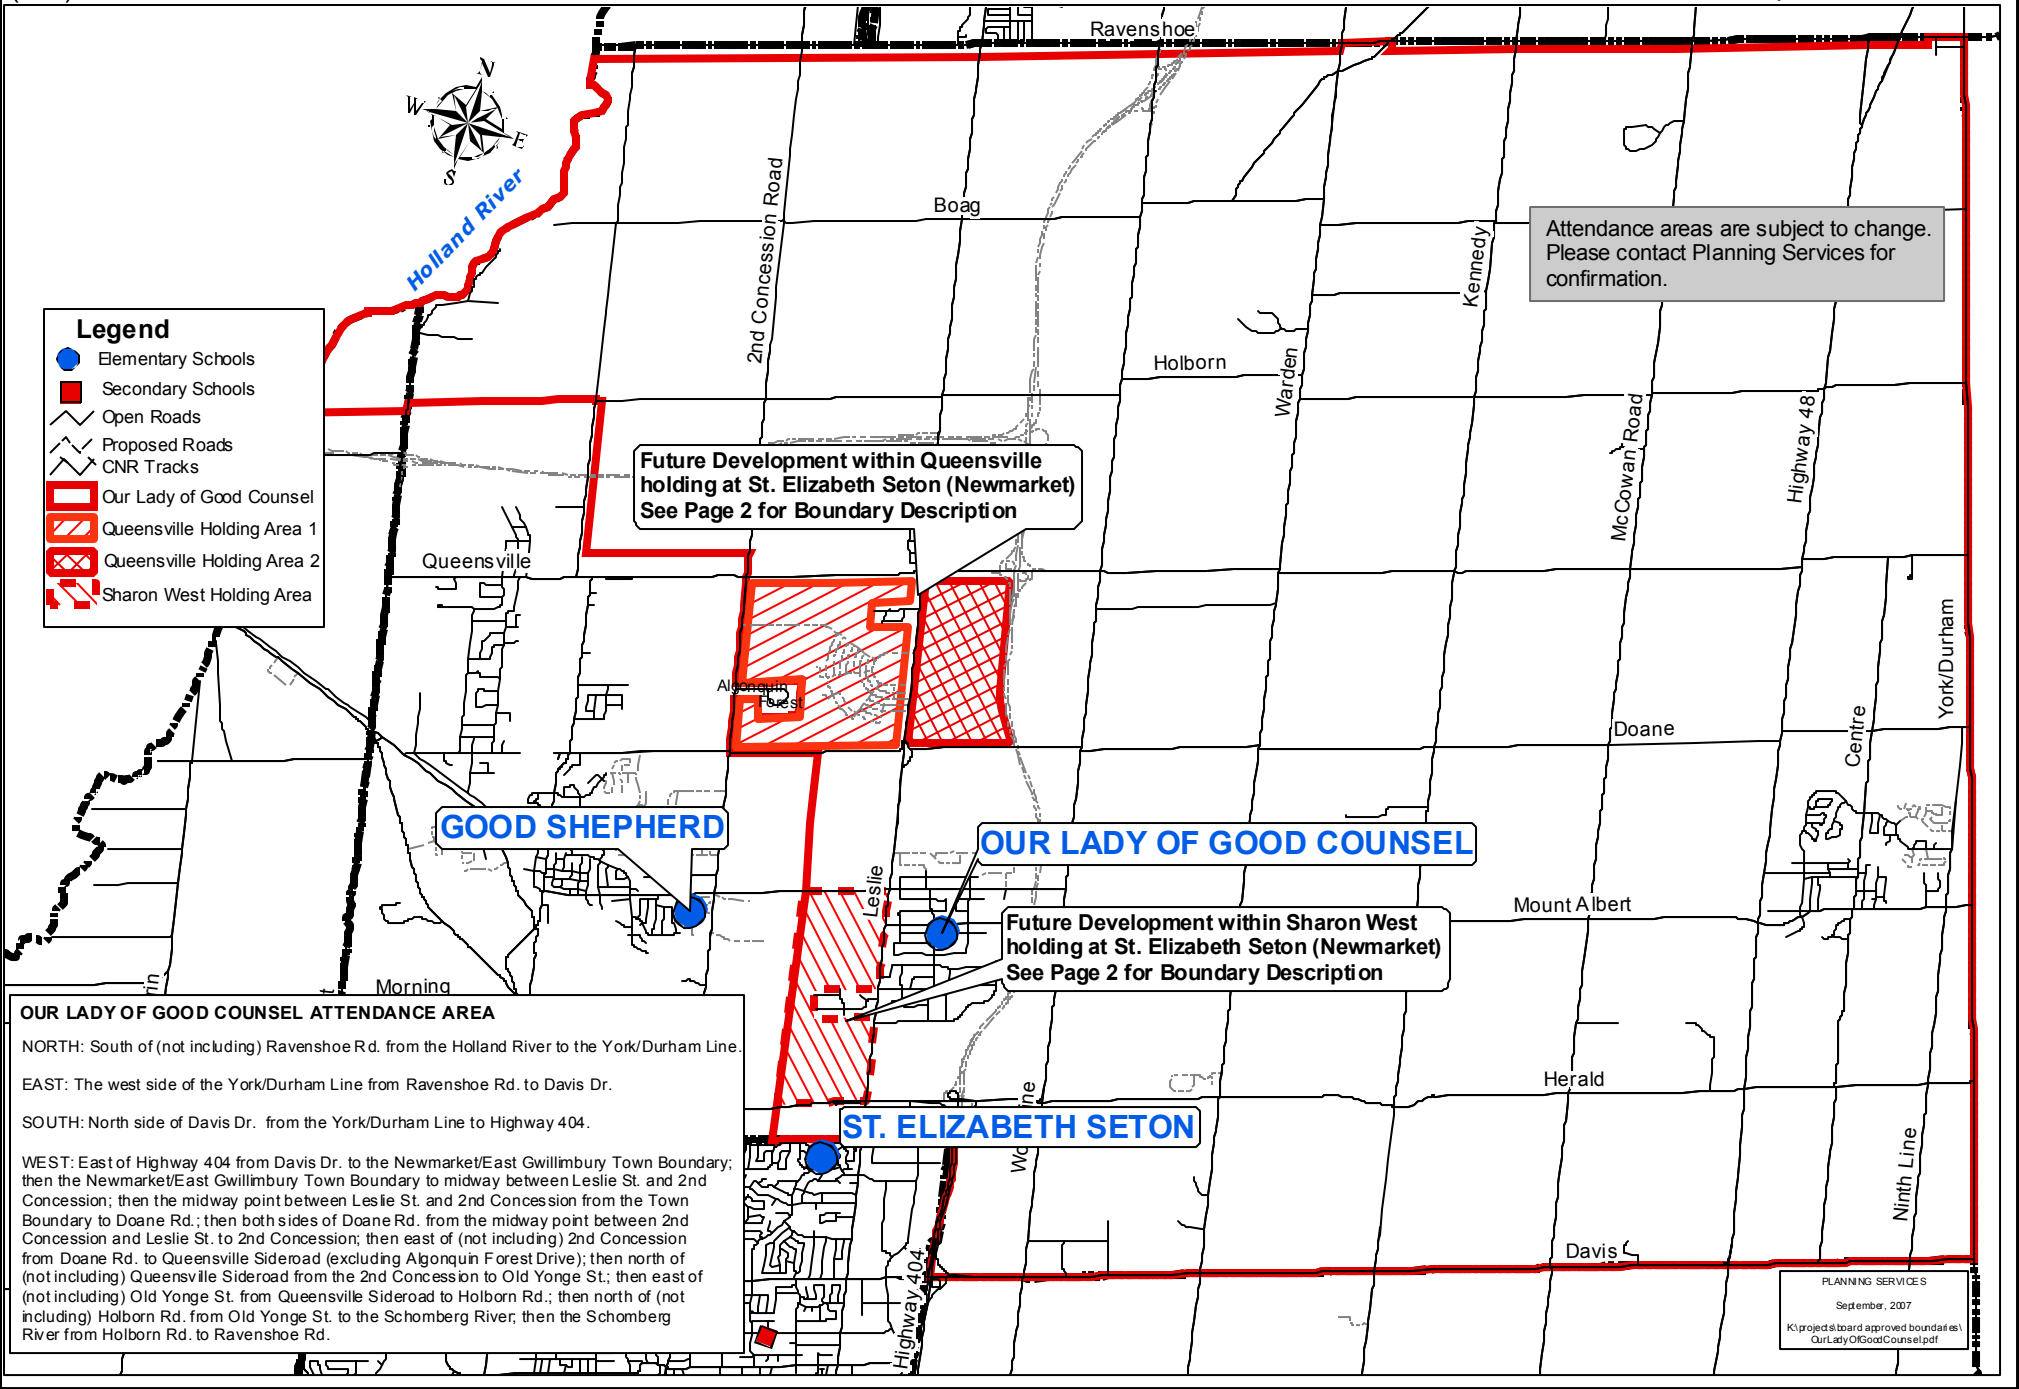 Ravenshoe
N
W
E
S
Holland River
2nd Concession Road
Boag
Kennedy
Attendance areas are subject to change.
Please contact Planning Services for
confirmation.
Legend
Elementary Schools
Secondary Schools
Open Roads
Proposed Roads
CNR Tracks
Our Lady of Good Counsel
Queensville Holding Area 1
Queensville Holding Area 2
Sharon West Holding Area
Holborn
Warden
McCowan Road
Highway 48
Future Development within Queensville
holding at St. Elizabeth Seton (Newmarket)
See Page 2 for Boundary Description
Queensville
York/Durham
Algonquin
Forest
Doane
Centre
GOOD SHEPHERD
OUR LADY OF GOOD COUNSEL
Leslie
Mount Albert
Future Development within Sharon West
holding at St. Elizabeth Seton (Newmarket)
See Page 2 for Boundary Description
Morning
Herald
ST. ELIZABETH SETON
Ninth Line
Davis
Highway 404
OUR LADY OF GOOD COUNSEL ATTENDANCE AREA
NORTH: South of (not including) Ravenshoe Rd. from the Holland River to the York/Durham Line.
EAST: The west side of the York/Durham Line from Ravenshoe Rd. to Davis Dr.
SOUTH: North side of Davis Dr. from the York/Durham Line to Highway 404.
WEST: East of Highway 404 from Davis Dr. to the Newmarket/East Gwillimbury Town Boundary;
then the Newmarket/East Gwillimbury Town Boundary to midway between Leslie St. and 2nd
Concession; then the midway point between Leslie St. and 2nd Concession from the Town
Boundary to Doane Rd.; then both sides of Doane Rd. from the midway point between 2nd
Concession and Leslie St. to 2nd Concession; then east of (not including) 2nd Concession
from Doane Rd. to Queensville Sideroad (excluding Algonquin Forest Drive); then north of
(not including) Queensville Sideroad from the 2nd Concession to Old Yonge St.; then east of
(not including) Old Yonge St. from Queensville Sideroad to Holborn Rd.; then north of (not
including) Holborn Rd. from Old Yonge St. to the Schomberg River; then the Schomberg
River from Holborn Rd. to Ravenshoe Rd.
PLANNING SERVICES
September, 2007
K:\projects\board approved boundaries\
OurLadyOfGoodCounsel.pdf